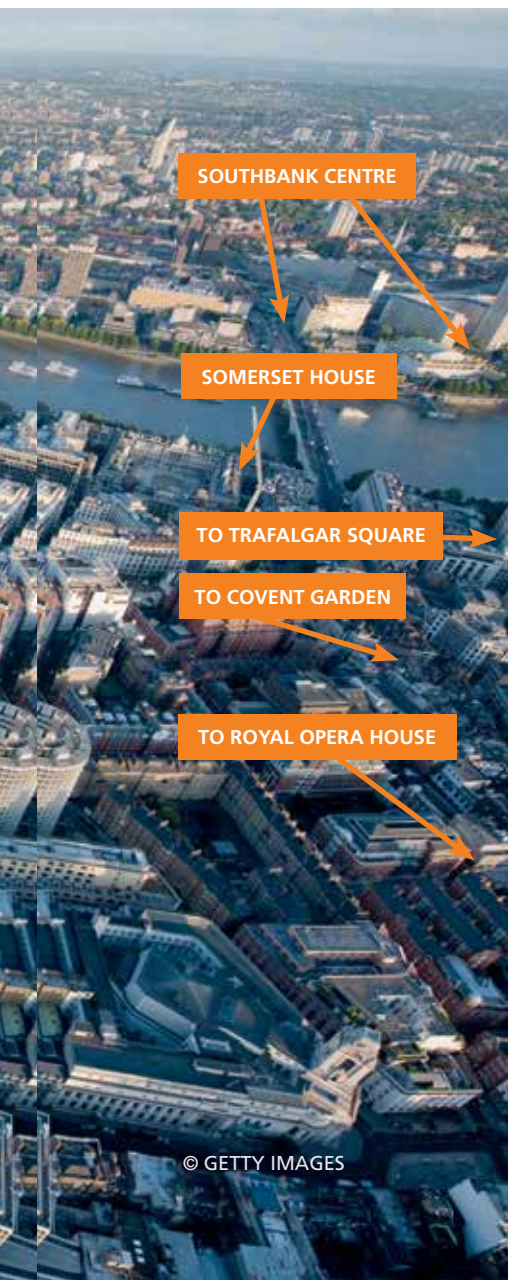 SOUTHBANK CENTRE
SOMERSET HOUSE
TO TRAFALGAR SQUARE
TO COVENT GARDEN
TO ROYAL OPERA HOUSE
© GETTY IMAGES